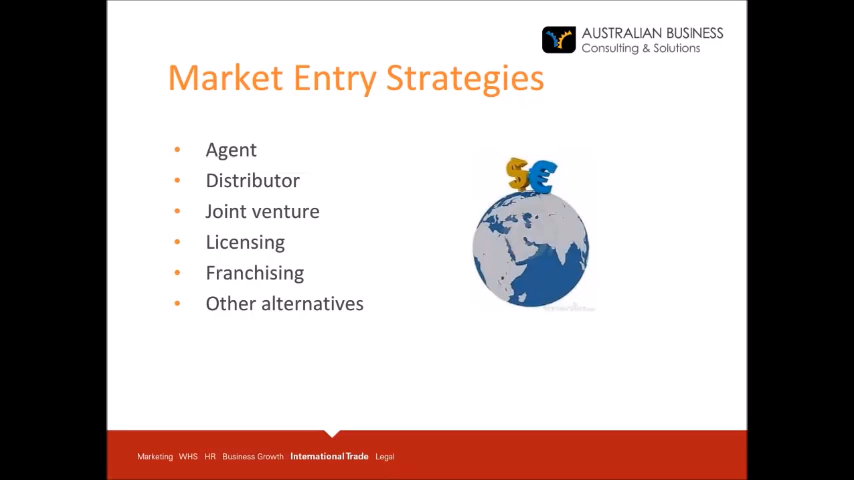 AUSTRALIAN BUSINESS
Consulting & Solutions
Market Entry Strategies
• Agent
• Distributor
• Joint venture
• Licensing
• Franchising
• Other alternatives
Marketing WHS HR Business Growth International Trade Legal